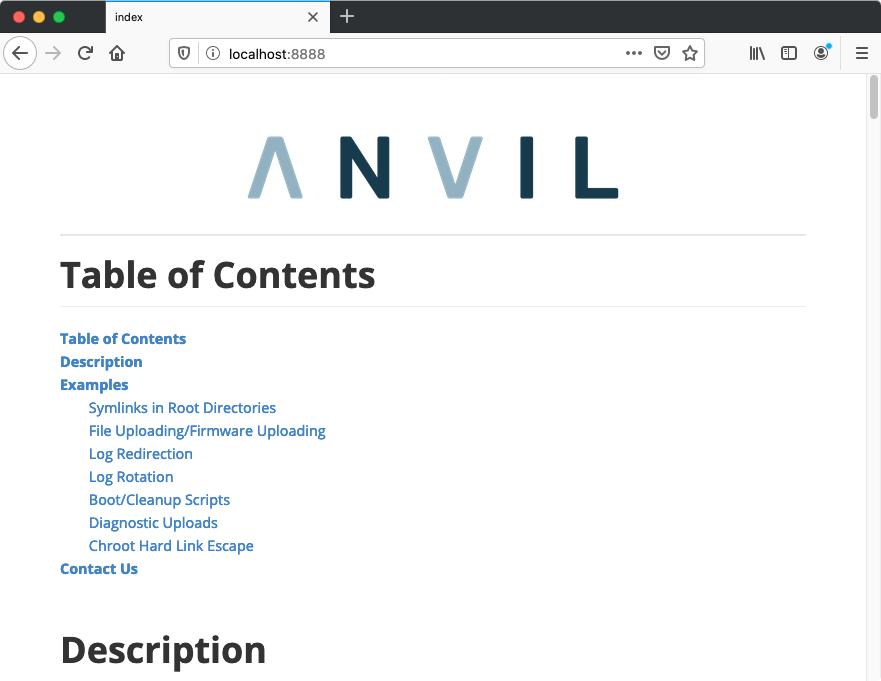 index
localhost:8888
ANVIL
Table of Contents
Table of Contents
Description
Examples
Symlinks in Root Directories
File Uploading/Firmware Uploading
Log Redirection
Log Rotation
Boot/Cleanup Scripts
Diagnostic Uploads
Chroot Hard Link Escape
Contact Us
Description